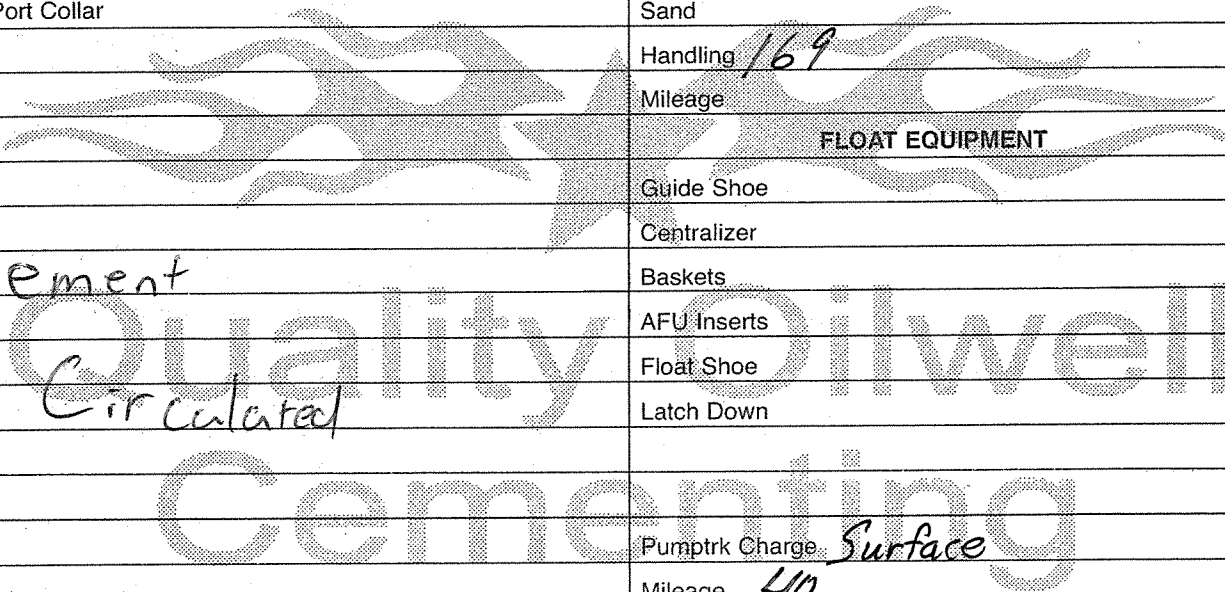 Port Collar
Sand
Handling 169
Mileage
FLOAT EQUIPMENT
Guide Shoe
Centralizer
ement
Baskets
Quality Oilwell
AFU Inserts
Float Shoe
Circulated
Latch Down
Cementing
Pumptrk Charge Surface
Mileage 40